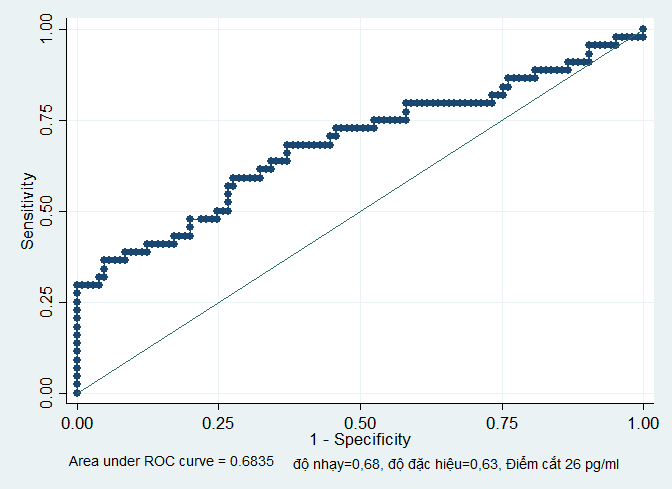 1.00
0.75
0.50
0.25
0.00
Sensitivity
0.00 0.25 0.50 0.75 1.00
1 - Specificity
Area under ROC curve = 0.6835 độ nhạy=0,68, độ đặc hiệu=0,63, Điểm cắt 26 pg/ml